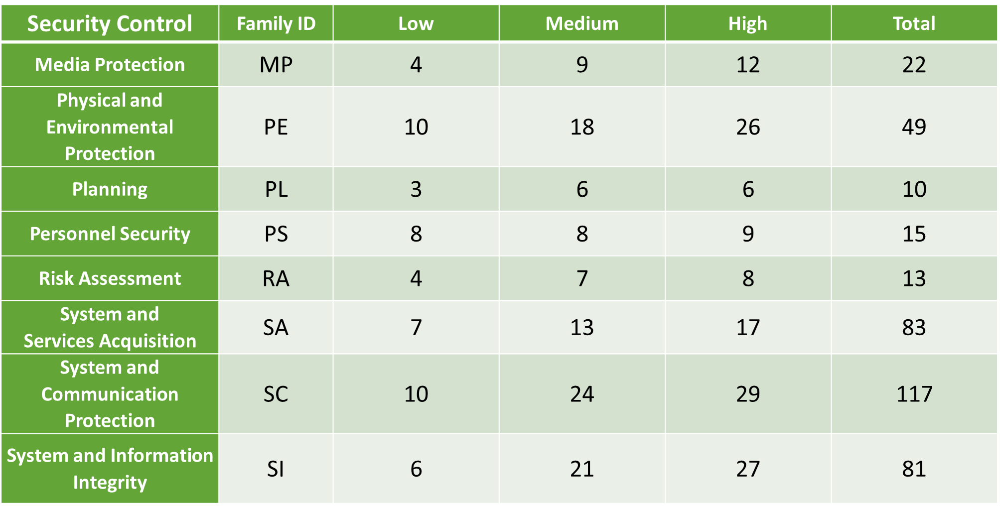 Security Control Family ID Low Medium High Total
Media Protection MP 4 9 12 22
Physical and
Environmental PE 10 18 26 49
Protection
Planning PL 3 6 6 10
Personnel Security PS 8 8 9 15
Risk Assessment RA 4 7 8 13
System and
Services Acquisition SA 7 13 17 83
System and
Communication SC 10 24 29 117
Protection
System and Information
Integrity SI 6 21 27 81